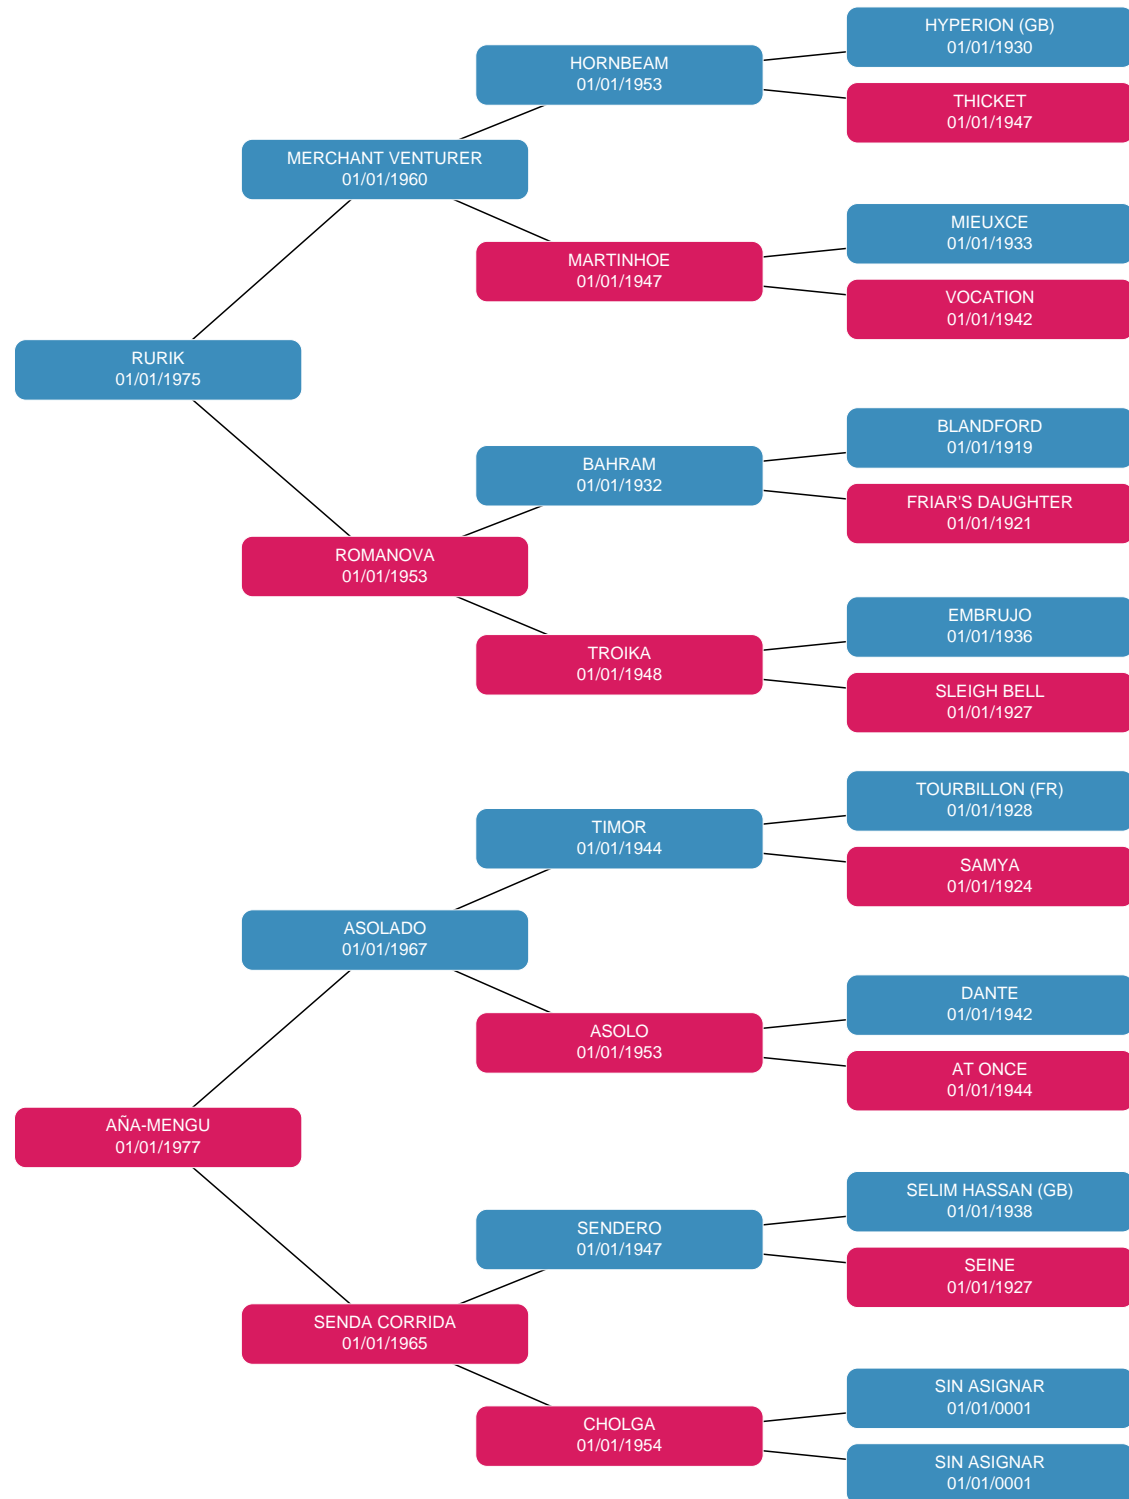 HYPERION (GB)
01/01/1930
HORNBEAM
01/01/1953
THICKET
01/01/1947
MERCHANT VENTURER
01/01/1960
MIEUXCE
01/01/1933
MARTINHOE
01/01/1947
VOCATION
01/01/1942
RURIK
01/01/1975
BLANDFORD
01/01/1919
BAHRAM
01/01/1932
FRIAR'S DAUGHTER
01/01/1921
ROMANOVA
01/01/1953
EMBRUJO
01/01/1936
TROIKA
01/01/1948
SLEIGH BELL
01/01/1927
TOURBILLON (FR)
01/01/1928
TIMOR
01/01/1944
SAMYA
01/01/1924
ASOLADO
01/01/1967
DANTE
01/01/1942
ASOLO
01/01/1953
AT ONCE
01/01/1944
AÑA-MENGU
01/01/1977
SELIM HASSAN (GB)
01/01/1938
SENDERO
01/01/1947
SEINE
01/01/1927
SENDA CORRIDA
01/01/1965
SIN ASIGNAR
01/01/0001
CHOLGA
01/01/1954
SIN ASIGNAR
01/01/0001